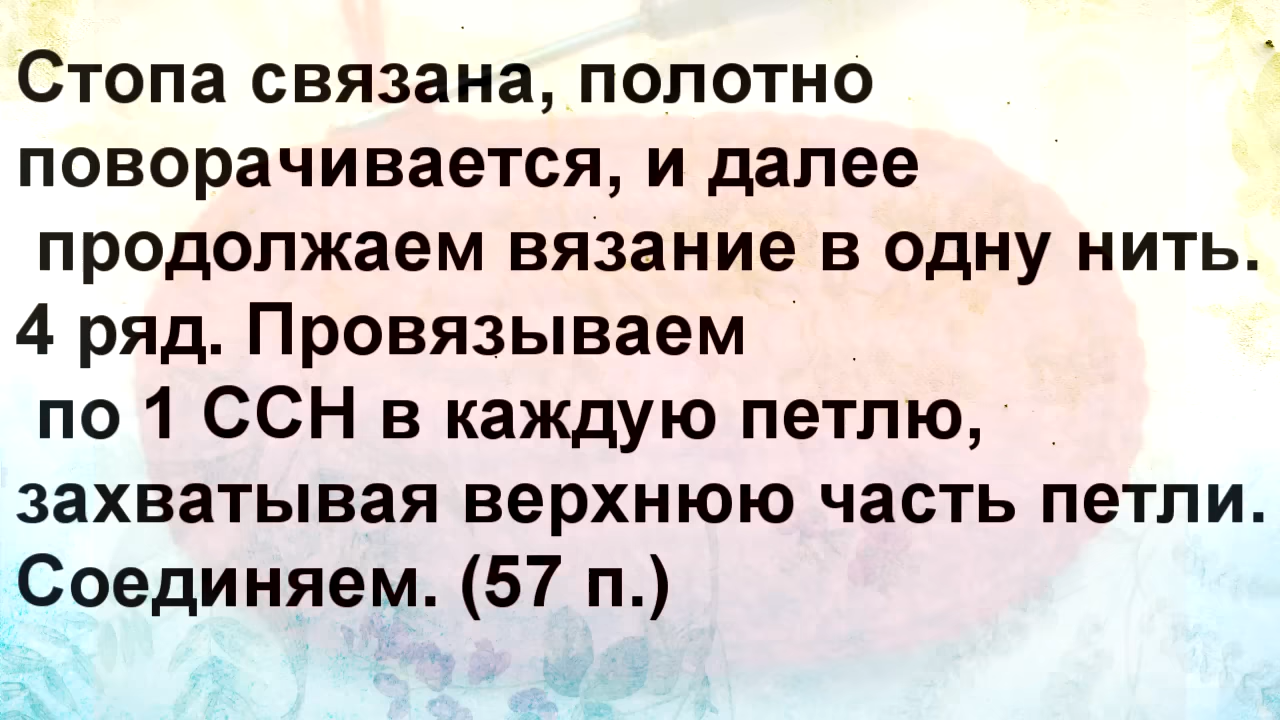 Стопа связана, полотно
поворачивается, и далее
продолжаем вязание в одну нить.
4 ряд. Провязываем
по 1 ССН в каждую петлю,
захватывая верхнюю часть петли.
Соединяем. (57 п.)